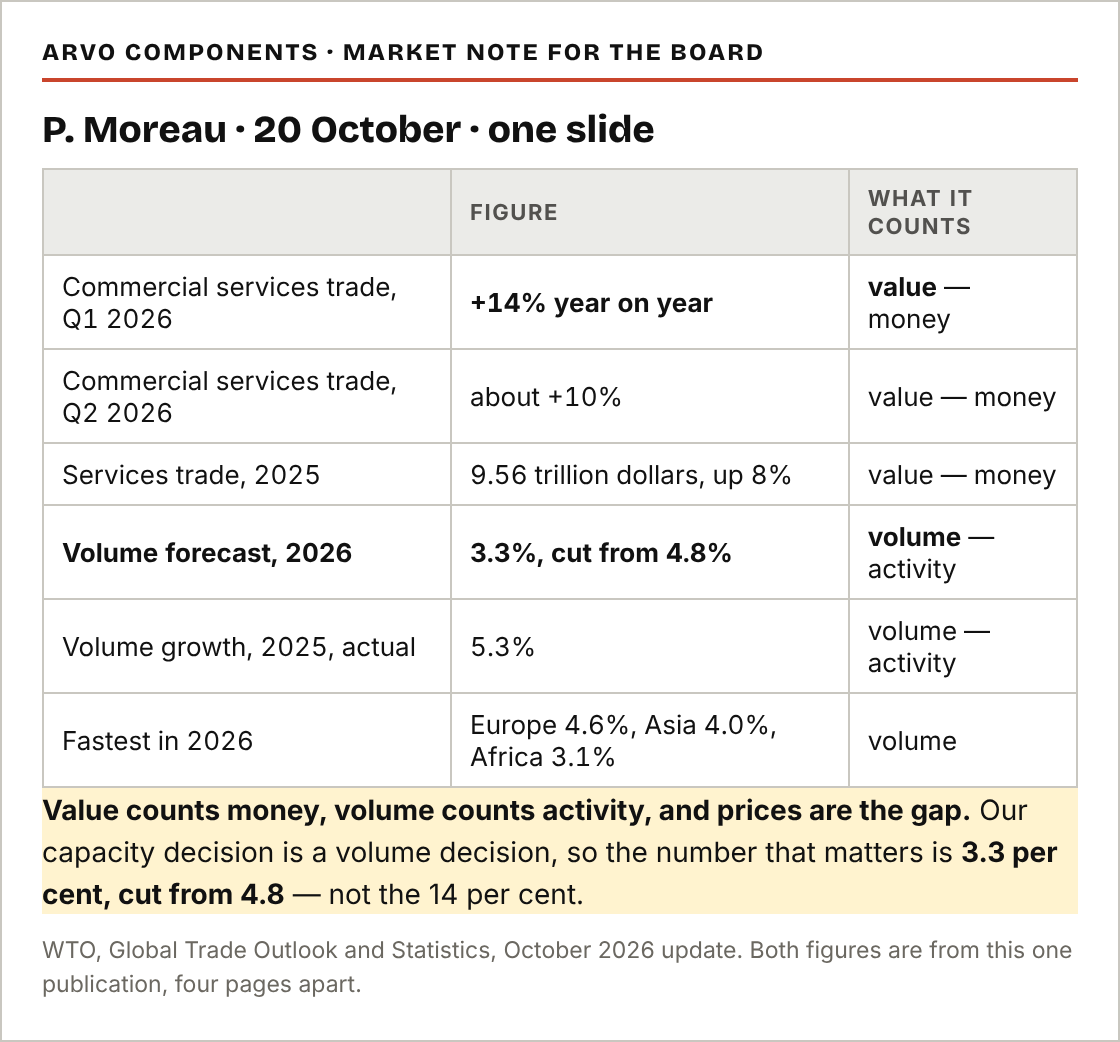 ARVO COMPONENTS · MARKET NOTE FOR THE BOARD
P. Moreau · 20 October · one slide
FIGURE
WHAT IT
COUNTS
Commercial services trade,
Q1 2026
+14% year on year
value —
money
Commercial services trade,
Q2 2026
about +10%
value — money
Services trade, 2025
9.56 trillion dollars, up 8%
value — money
Volume forecast, 2026
3.3%, cut from 4.8%
volume —
activity
Volume growth, 2025, actual
5.3%
volume —
activity
Fastest in 2026
Europe 4.6%, Asia 4.0%,
Africa 3.1%
volume
Value counts money, volume counts activity, and prices are the gap. Our
capacity decision is a volume decision, so the number that matters is 3.3 per
cent, cut from 4.8 — not the 14 per cent.
WTO, Global Trade Outlook and Statistics, October 2026 update. Both figures are from this one
publication, four pages apart.